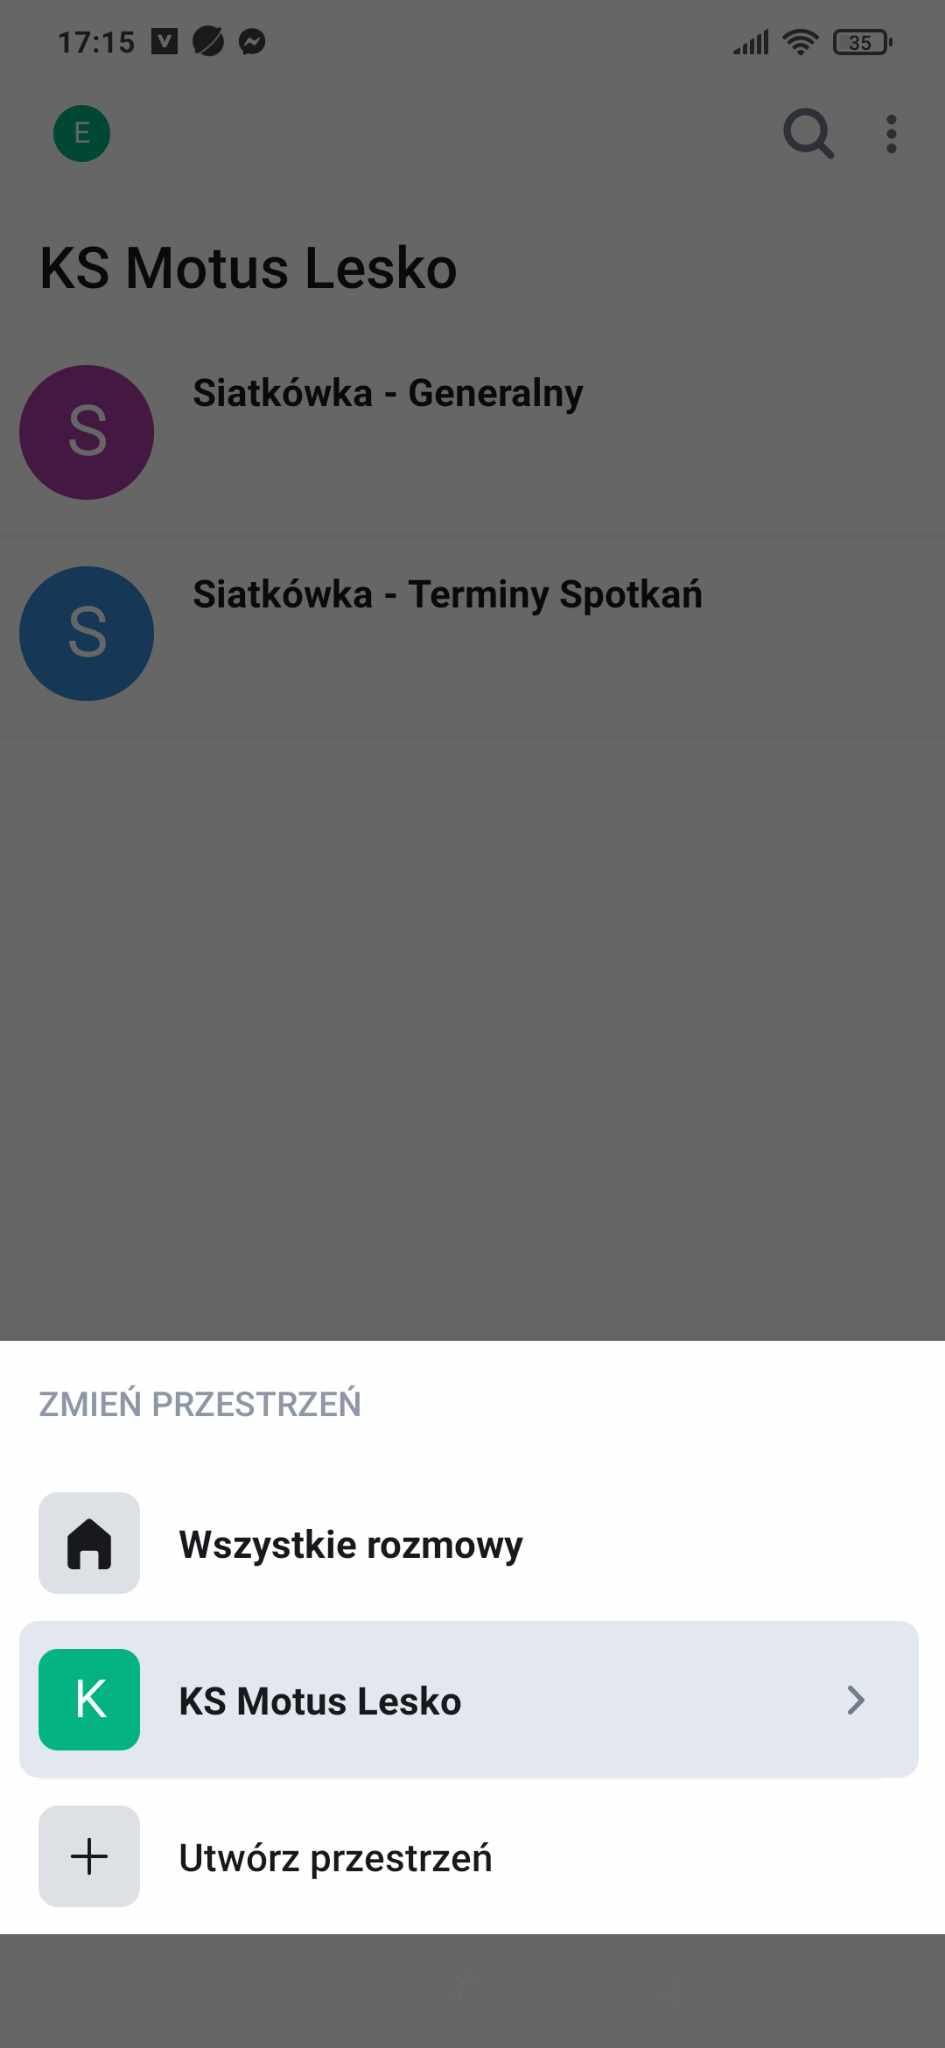 17:15
35
E
KS Motus Lesko
S
Siatkówka - Generalny
S
Siatkówka - Terminy Spotkań
ZMIEŃ PRZESTRZEŃ
Wszystkie rozmowy
K
KS Motus Lesko
Utwórz przestrzeń